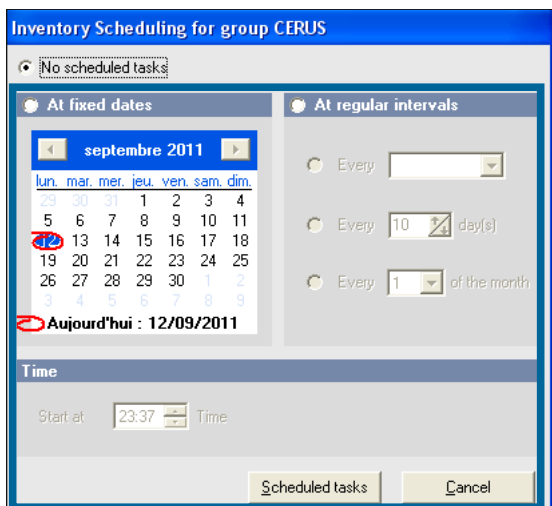 Inventory Scheduling for group CERUS
No scheduled tasks
At fixed dates
septembre 2011
lun. mar. mer. jeu. ven. sam. dim.
29 30 31 1 2 3 4
5 6 7 8 9 10 11
12 13 14 15 16 17 18
19 20 21 22 23 24 25
26 27 28 29 30 1 2
3 4 5 6 7 8 9
Aujourd'hui : 12/09/2011
At regular intervals
Every
Every 10 day(s)
Every 1 of the month
Time
Start at 23:37 Time
Scheduled tasks Cancel